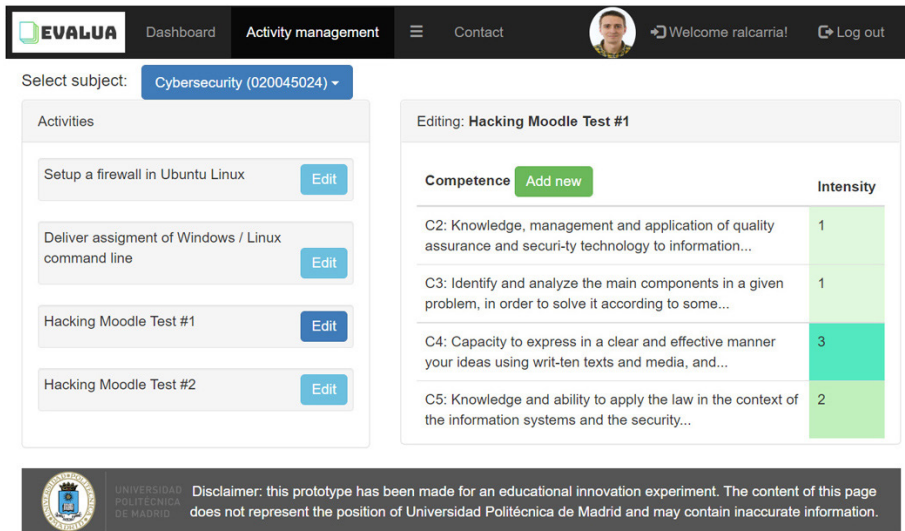 EVALUA
Dashboard
Activity management
Contact
Welcome ralcarria!
Log out
Select subject:
Cybersecurity (020045024)
Activities
Setup a firewall in Ubuntu Linux
Edit
Deliver assigment of Windows / Linux
command line
Edit
Hacking Moodle Test #1
Edit
Hacking Moodle Test #2
Edit
Editing: Hacking Moodle Test #1
Competence
Add new
Intensity
C2: Knowledge, management and application of quality
assurance and securi-ty technology to information...
1
C3: Identify and analyze the main components in a given
problem, in order to solve it according to some...
1
C4: Capacity to express in a clear and effective manner
your ideas using writ-ten texts and media, and...
3
C5: Knowledge and ability to apply the law in the context of
the information systems and the security...
2
UNIVERSIDAD
POLITÉCNICA
DE MADRID
Disclaimer: this prototype has been made for an educational innovation experiment. The content of this page
does not represent the position of Universidad Politécnica de Madrid and may contain inaccurate information.